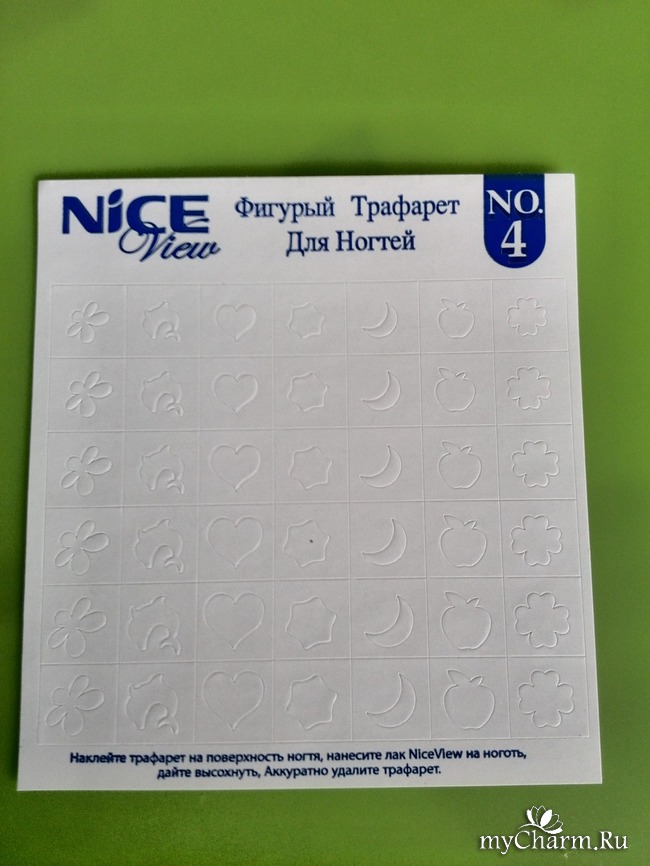 NiCE
View
Фигурый Трафарет
Для Ногтей
NO.
4
Наклейте трафарет на поверхность ногтя, нанесите лак NiceView на ноготь,
дайте высохнуть, Аккуратно удалите трафарет.
myCharm.Ru